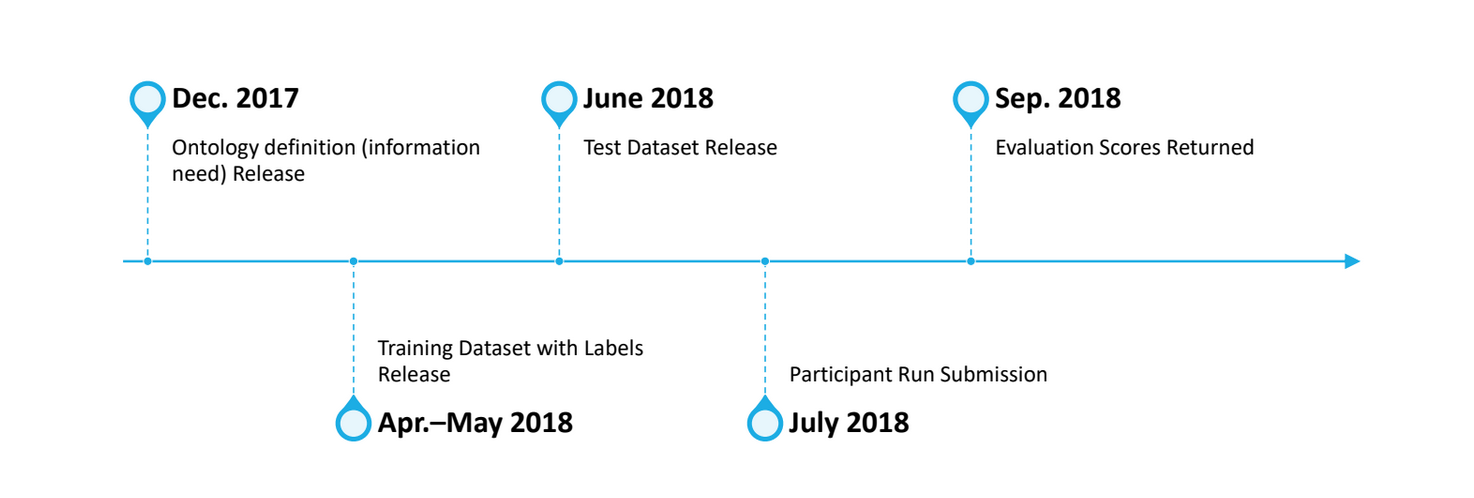 Dec. 2017
Ontology definition (information
need) Release
June 2018
Test Dataset Release
Sep. 2018
Evaluation Scores Returned
Training Dataset with Labels
Release
Apr.–May 2018
Participant Run Submission
July 2018